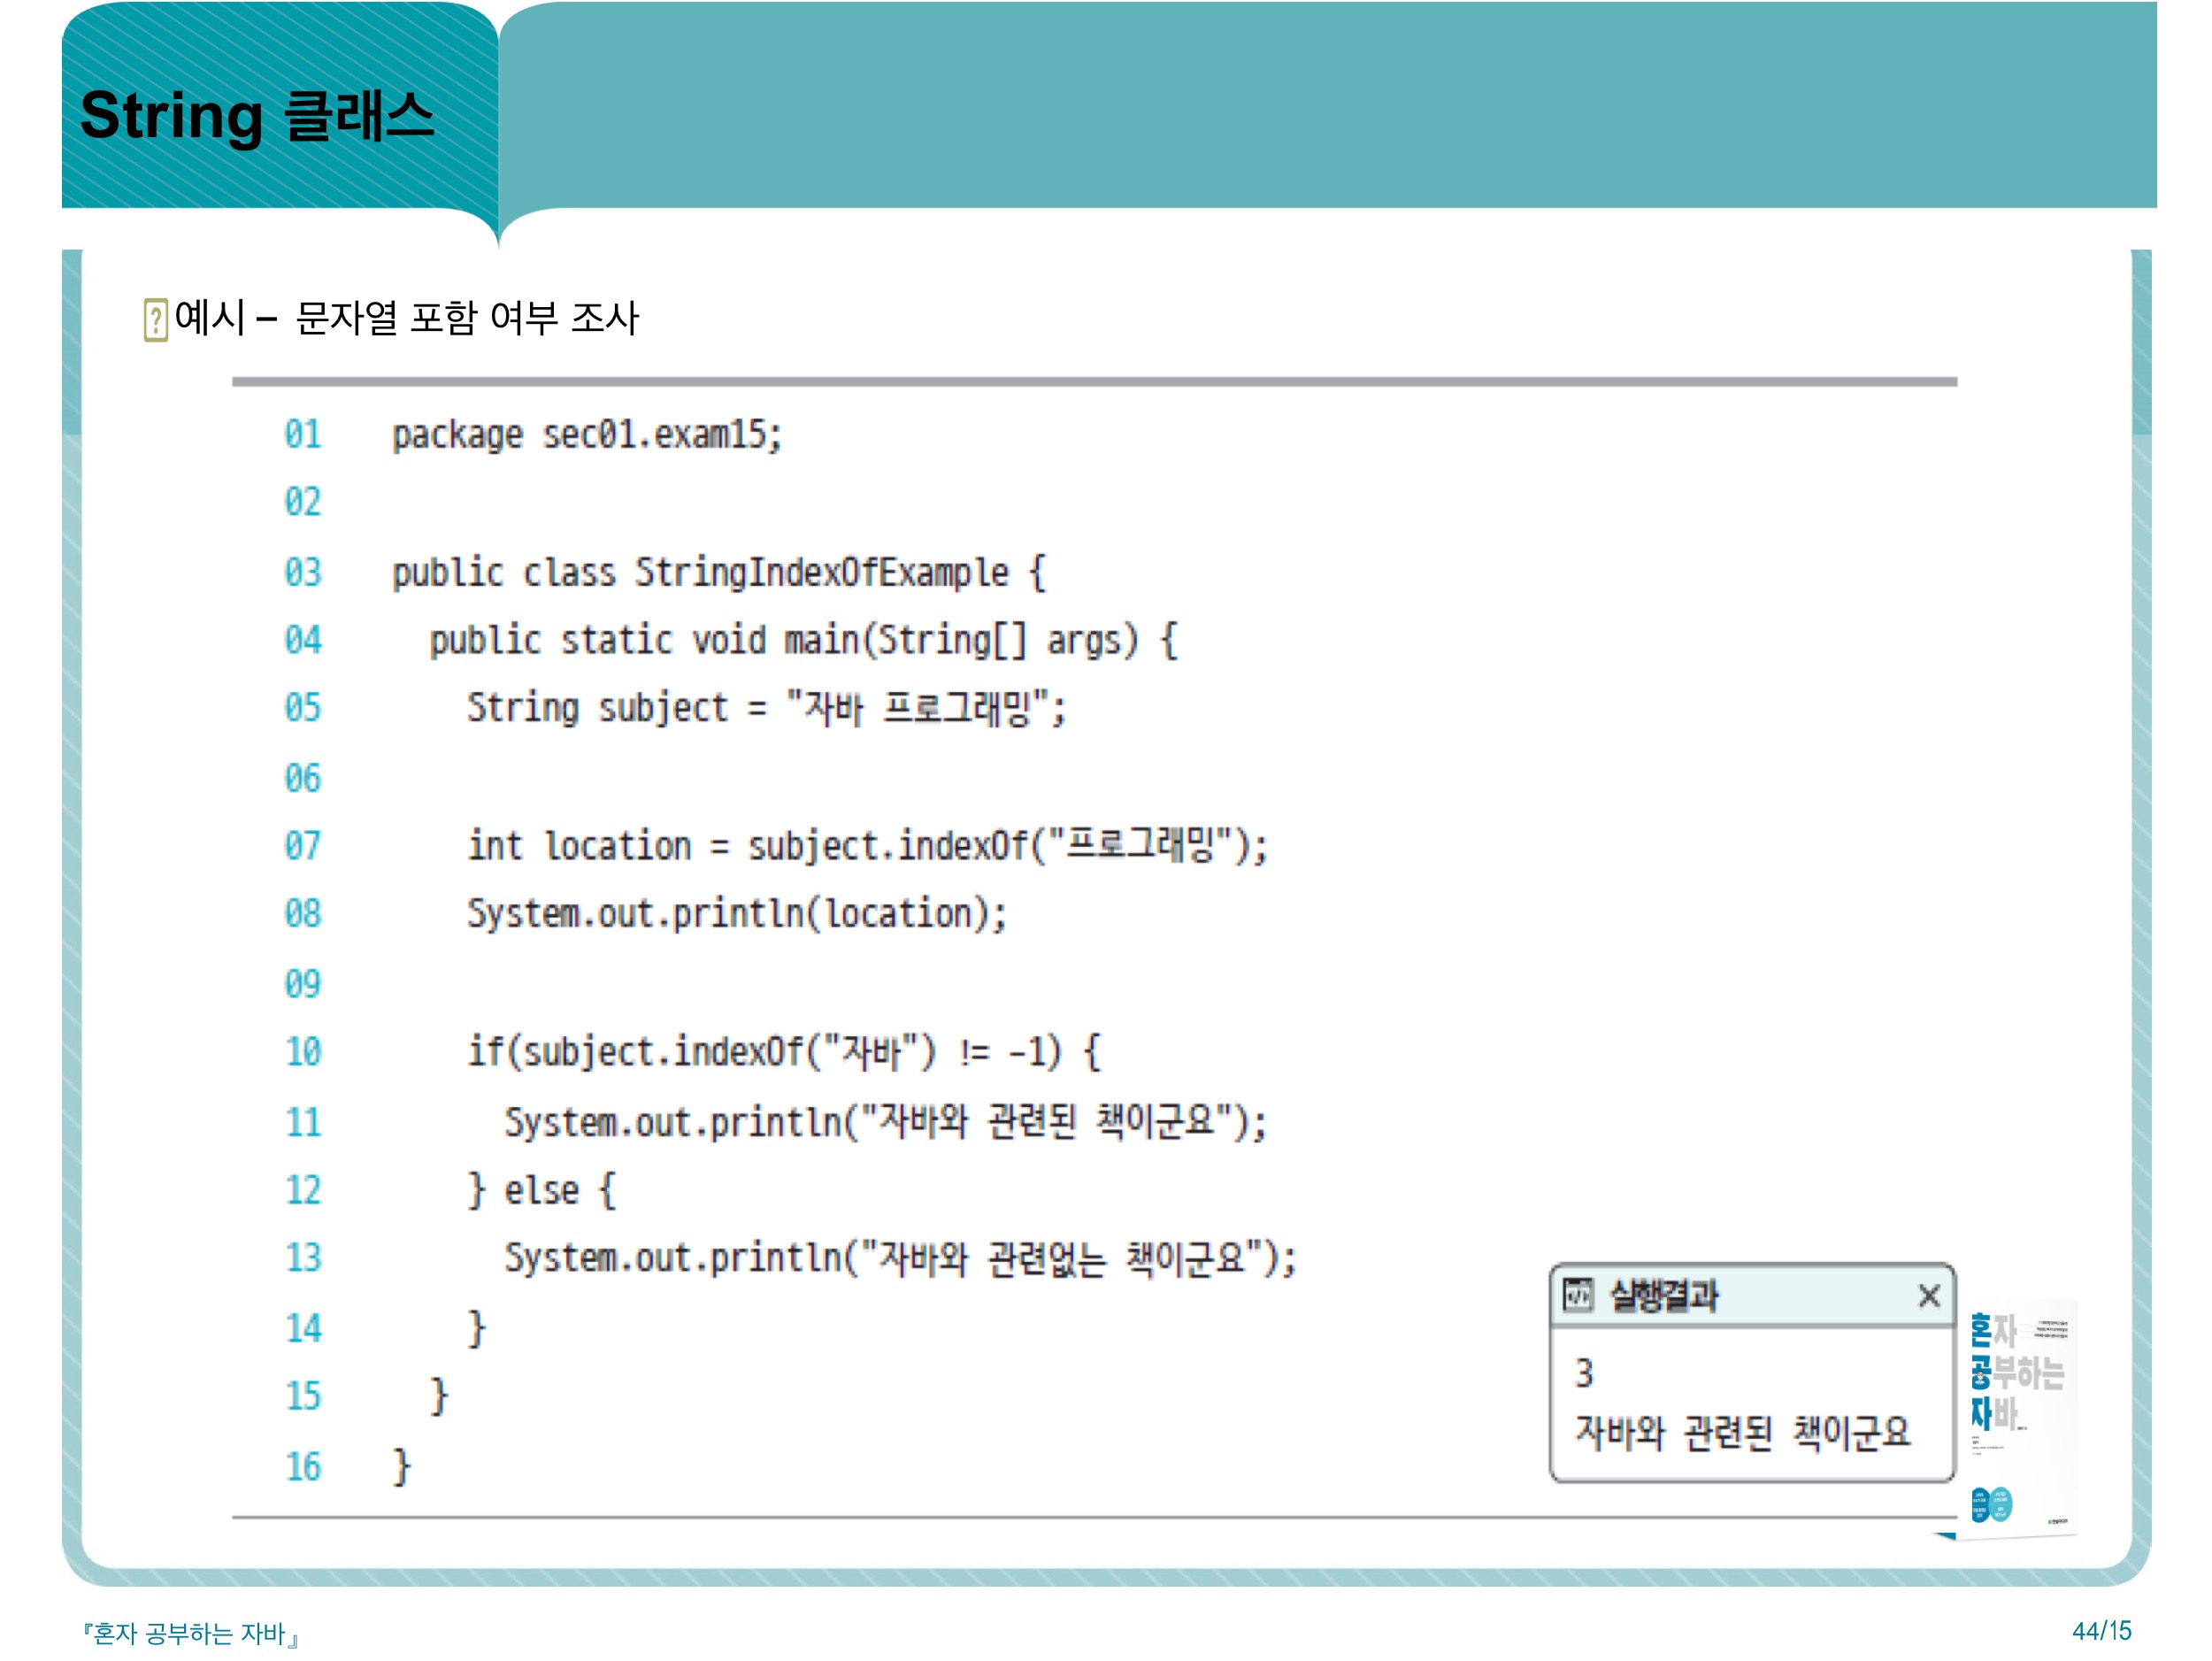 String 클래스
예시 – 문자열 포함 여부 조사
01 package sec01.exam15;
02
03 public class StringIndexOfExample {
04 public static void main(String[] args) {
05 String subject = "자바 프로그래밍";
06
07 int location = subject.indexOf("프로그래밍");
08 System.out.println(location);
09
10 if(subject.indexOf("자바") != -1) {
11 System.out.println("자바와 관련된 책이군요");
12 } else {
13 System.out.println("자바와 관련없는 책이군요");
14 }
15 }
16 }
실행결과
3
자바와 관련된 책이군요
혼자
공부하는
자바
『혼자 공부하는 자바』
44/15